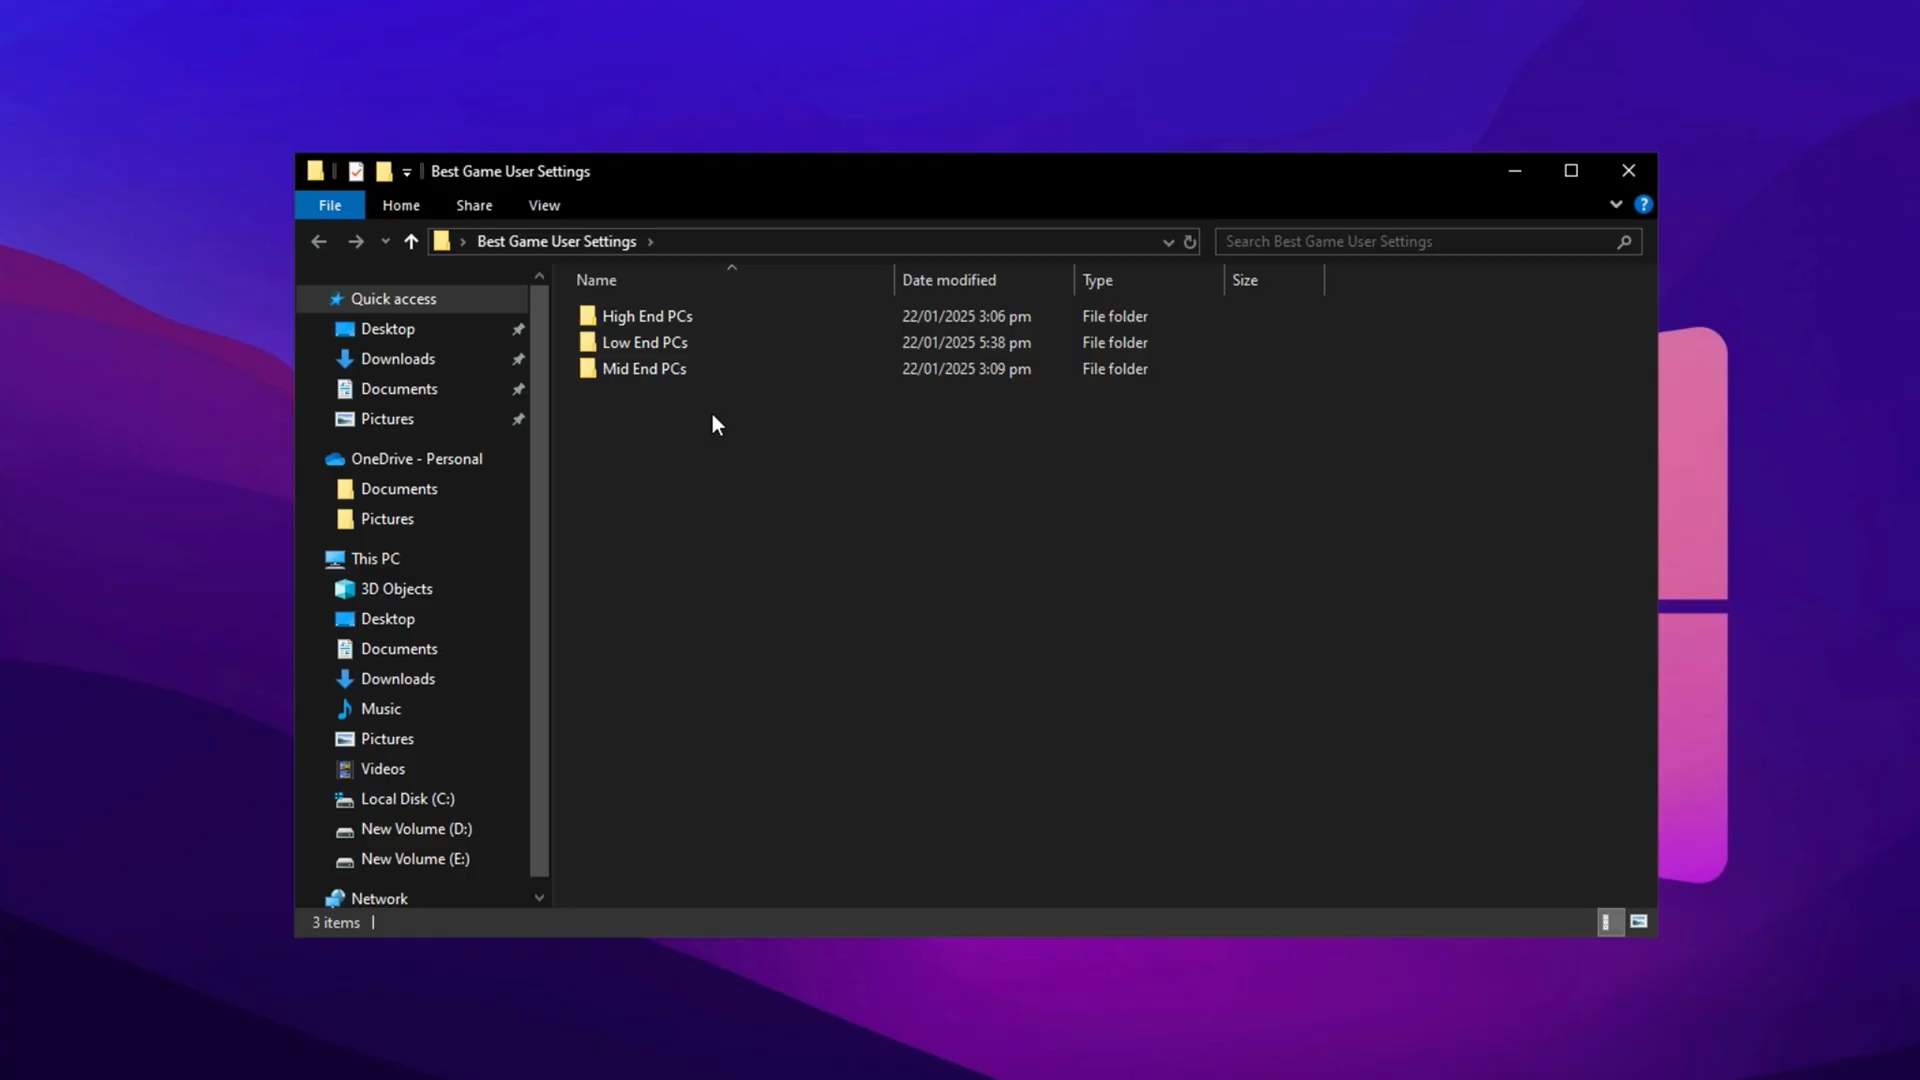 Best Game User Settings
File Home Share View
Best Game User Settings
Search Best Game User Settings
Name Date modified Type Size
High End PCs 22/01/2025 3:06 pm File folder
Low End PCs 22/01/2025 5:38 pm File folder
Mid End PCs 22/01/2025 3:09 pm File folder
Quick access
Desktop
Downloads
Documents
Pictures
OneDrive - Personal
Documents
Pictures
This PC
3D Objects
Desktop
Documents
Downloads
Music
Pictures
Videos
Local Disk (C:)
New Volume (D:)
New Volume (E:)
Network
3 items